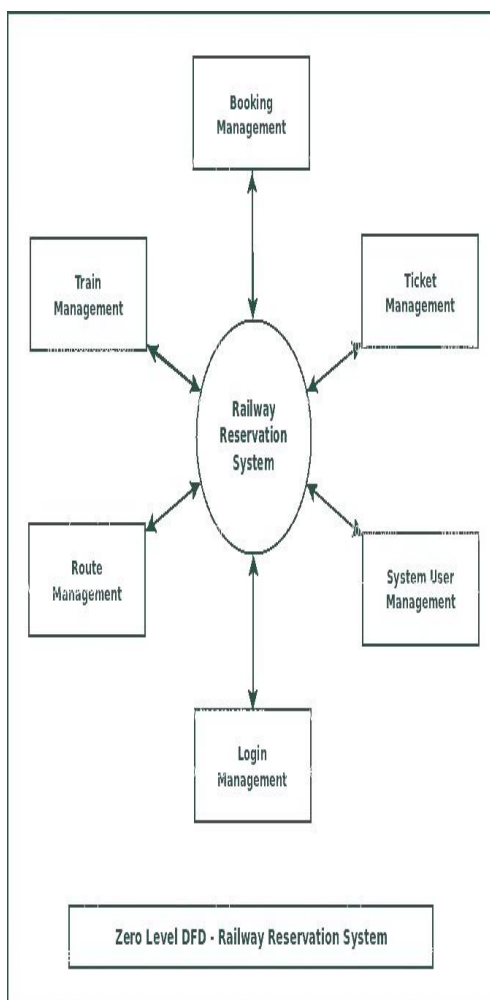 Booking
Management
Train
Management
Ticket
Management
Railway
Reservation
System
Route
Management
System User
Management
Login
Management
Zero Level DFD - Railway Reservation System